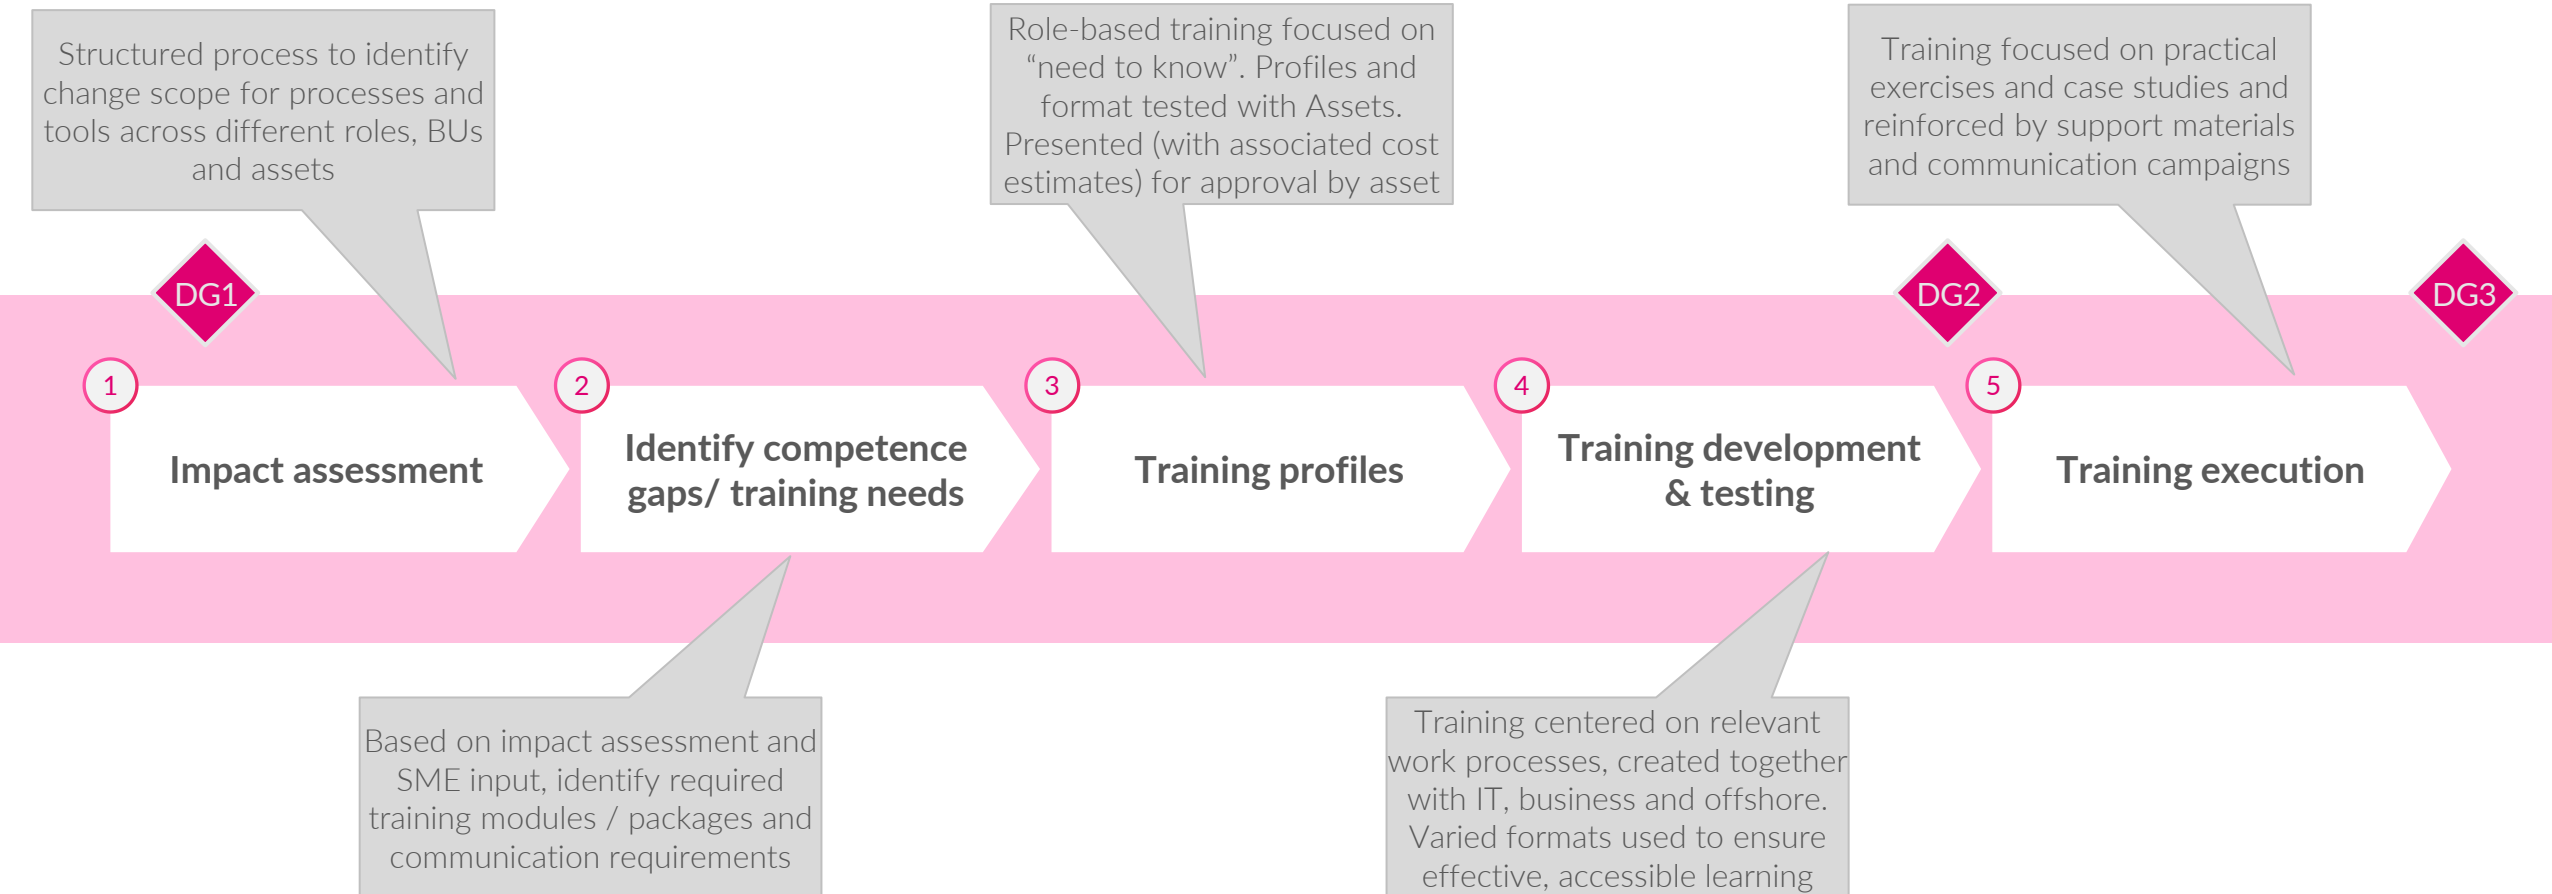 Structured process to identify
change scope for processes and
tools across different roles, BUs
and assets
Role-based training focused on
“need to know”. Profiles and
format tested with Assets.
Presented (with associated cost
estimates) for approval by asset
Training focused on practical
exercises and case studies and
reinforced by support materials
and communication campaigns
DG1
DG2
DG3
1
Impact assessment
2
Identify competence
gaps/ training needs
3
Training profiles
4
Training development
& testing
5
Training execution
Based on impact assessment and
SME input, identify required
training modules / packages and
communication requirements
Training centered on relevant
work processes, created together
with IT, business and offshore.
Varied formats used to ensure
effective, accessible learning